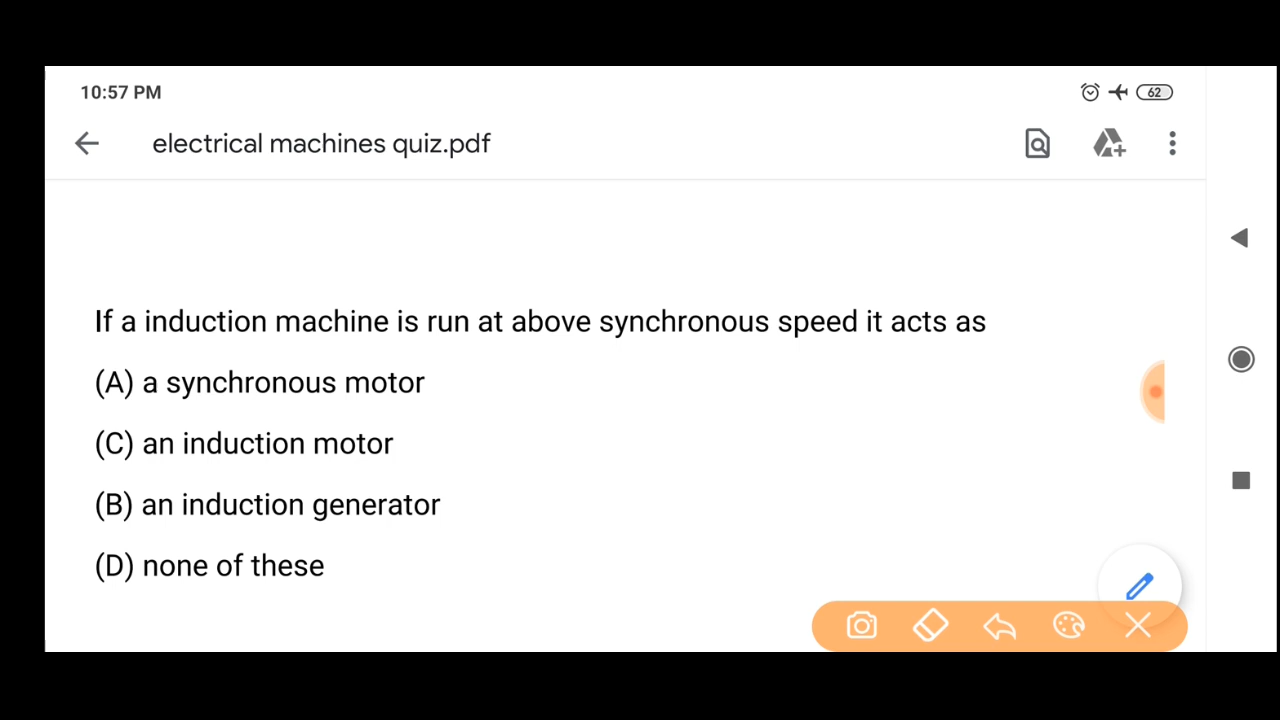 10:57 PM
62
electrical machines quiz.pdf
If a induction machine is run at above synchronous speed it acts as
(A) a synchronous motor
(C) an induction motor
(B) an induction generator
(D) none of these